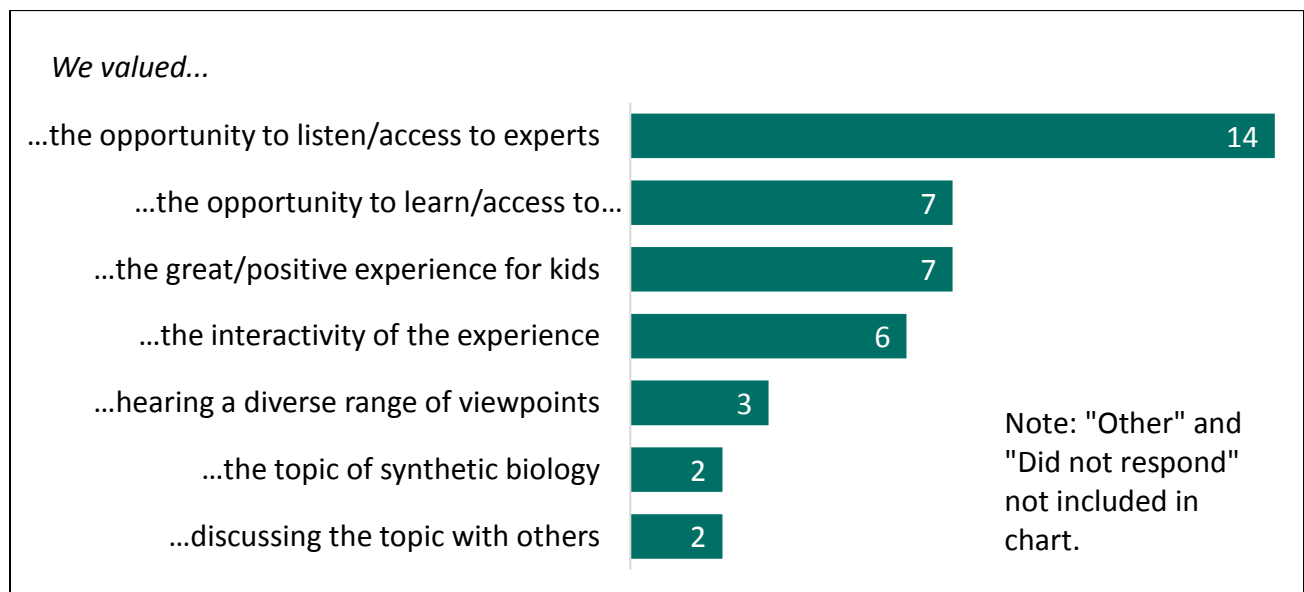 We valued...
...the opportunity to listen/access to experts
14
...the opportunity to learn/access to...
7
...the great/positive experience for kids
7
...the interactivity of the experience
6
...hearing a diverse range of viewpoints
3
...the topic of synthetic biology
2
...discussing the topic with others
2
Note: "Other" and
"Did not respond"
not included in
chart.